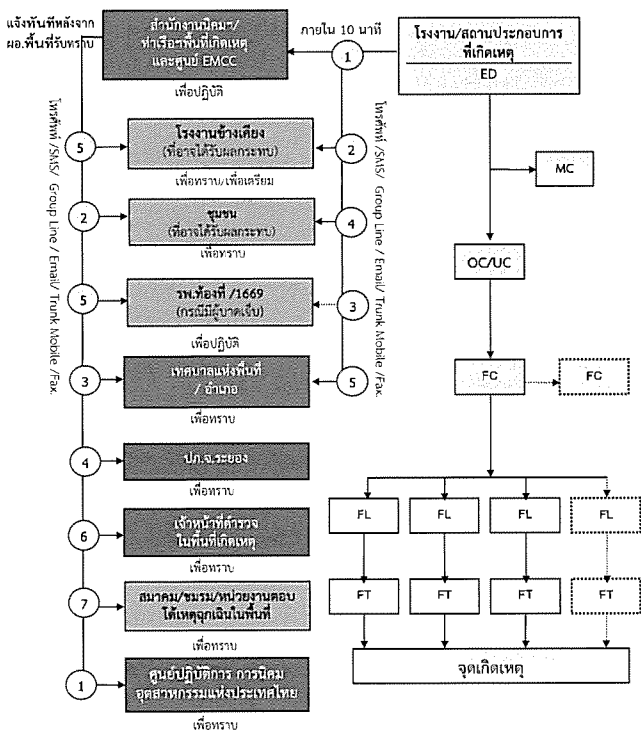 แจ้งทันทีหลังจาก
ผอ.พื้นที่รับทราบ
สำนักงานนิคมฯ/
ท่าเรือฯพื้นที่เกิดเหตุ
และศูนย์ EMCC
เพื่อปฏิบัติ
ภายใน 10 นาที
1
โรงงาน/สถานประกอบการ
ที่เกิดเหตุ
ED
โทรศัพท์ /SMS/ Group Line / Email/ Trunk Mobile /Fax.
5
โรงงานข้างเคียง
(ที่อาจได้รับผลกระทบ)
2
เพื่อทราบ/เพื่อเตรียม
2
ชุมชน
(ที่อาจได้รับผลกระทบ)
4
เพื่อทราบ
5
รพ.ท้องที่ /1669
(กรณีมีผู้บาดเจ็บ)
3
เพื่อปฏิบัติ
3
เทศบาลแห่งพื้นที่
/ อำเภอ
5
เพื่อทราบ
โทรศัพท์ /SMS/ Group Line / Email/ Trunk Mobile /Fax.
4
ปภ.จ.ระยอง
เพื่อทราบ
6
เจ้าหน้าที่ตำรวจ
ในพื้นที่เกิดเหตุ
เพื่อทราบ
7
สมาคม/ชมรม/หน่วยงานตอบ
โต้เหตุฉุกเฉินในพื้นที่
เพื่อทราบ
1
ศูนย์ปฏิบัติการ การนิคม
อุตสาหกรรมแห่งประเทศไทย
เพื่อทราบ
MC
OC/UC
FC
FC
FL
FL
FL
FL
FT
FT
FT
FT
จุดเกิดเหตุ